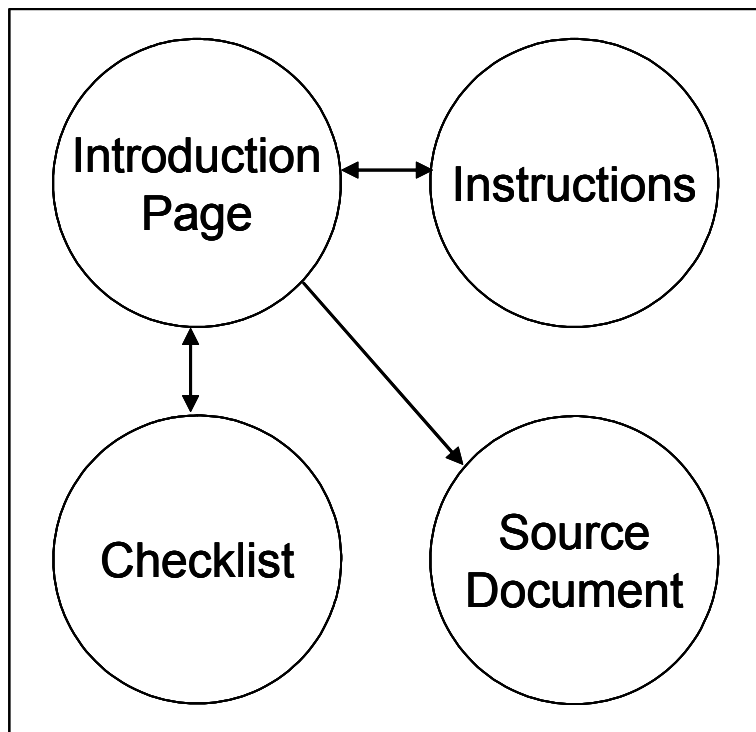 Introduction
Page
Instructions
Checklist
Source
Document